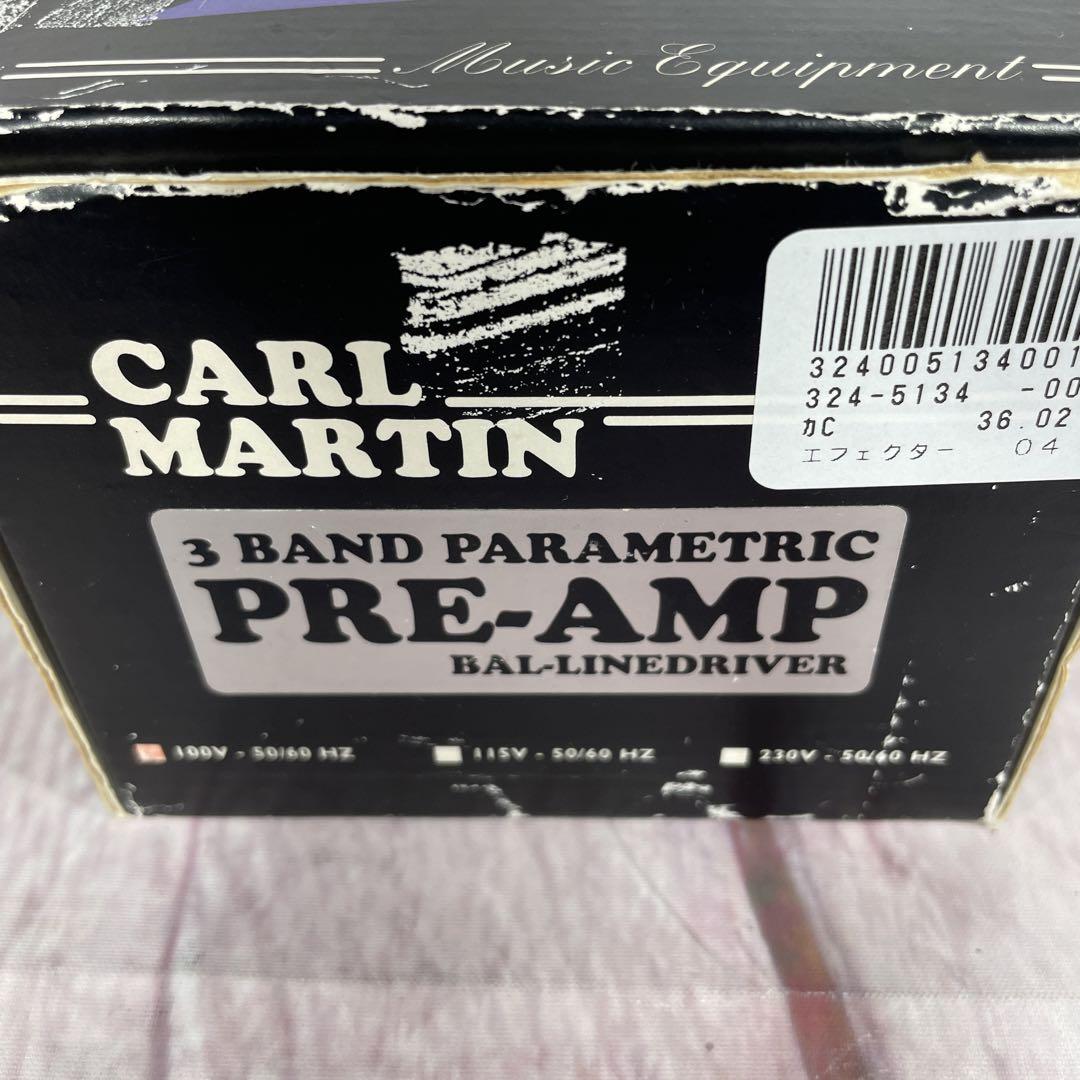 Music Equipment
CARL
MARTIN
324005134001
324-5134 -00
カC 36.02
エフェクター 04
3 BAND PARAMETRIC
PRE-AMP
BAL-LINEDRIVER
100V - 50/60 HZ 115V - 50/60 HZ 230V - 50/60 HZ